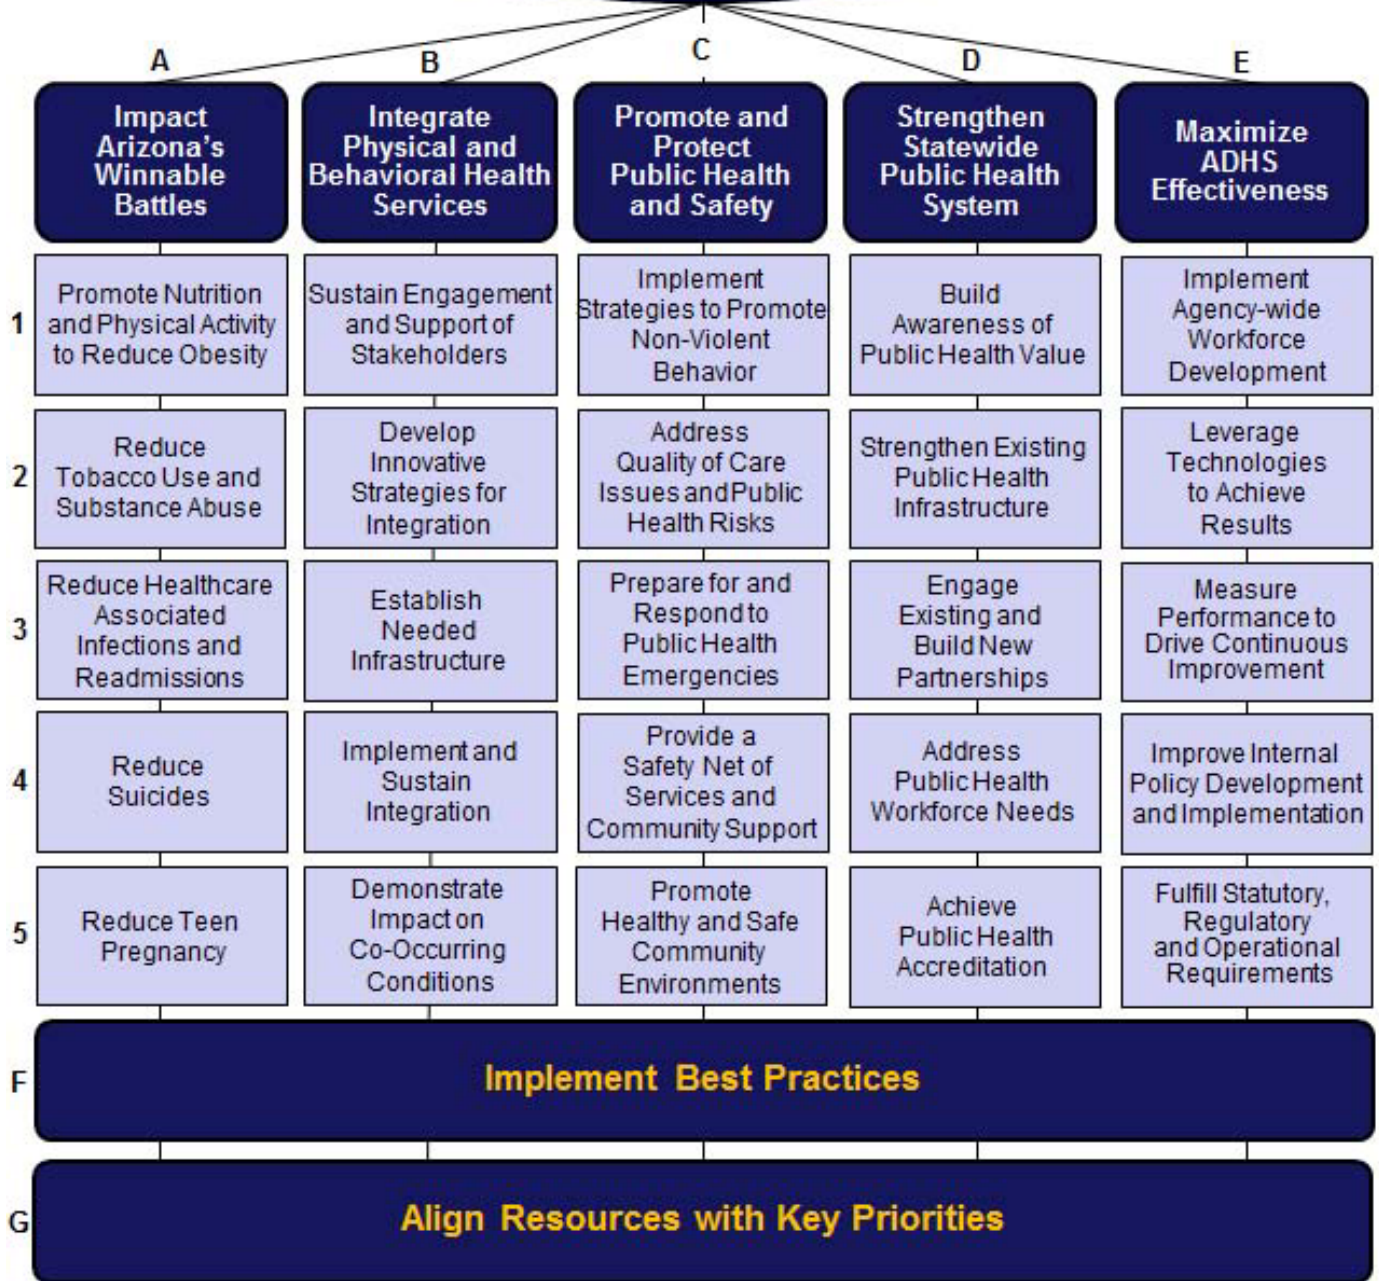 A
B
C
D
E
Impact
Arizona's
Winnable
Battles
Integrate
Physical and
Behavioral Health
Services
Promote and
Protect
Public Health
and Safety
Strengthen
Statewide
Public Health
System
Maximize
ADHS
Effectiveness
1
Promote Nutrition
and Physical Activity
to Reduce Obesity
Sustain Engagement
and Support of
Stakeholders
Implement
Strategies to Promote
Non-Violent
Behavior
Build
Awareness of
Public Health Value
Implement
Agency-wide
Workforce
Development
2
Reduce
Tobacco Use and
Substance Abuse
Develop
Innovative
Strategies for
Integration
Address
Quality of Care
Issues and Public
Health Risks
Strengthen Existing
Public Health
Infrastructure
Leverage
Technologies
to Achieve
Results
3
Reduce Healthcare
Associated
Infections and
Readmissions
Establish
Needed
Infrastructure
Prepare for and
Respond to
Public Health
Emergencies
Engage
Existing and
Build New
Partnerships
Measure
Performance to
Drive Continuous
Improvement
4
Reduce
Suicides
Implement and
Sustain
Integration
Provide a
Safety Net of
Services and
Community Support
Address
Public Health
Workforce Needs
Improve Internal
Policy Development
and Implementation
5
Reduce Teen
Pregnancy
Demonstrate
Impact on
Co-Occurring
Conditions
Promote
Healthy and Safe
Community
Environments
Achieve
Public Health
Accreditation
Fulfill Statutory,
Regulatory
and Operational
Requirements
F
Implement Best Practices
G
Align Resources with Key Priorities